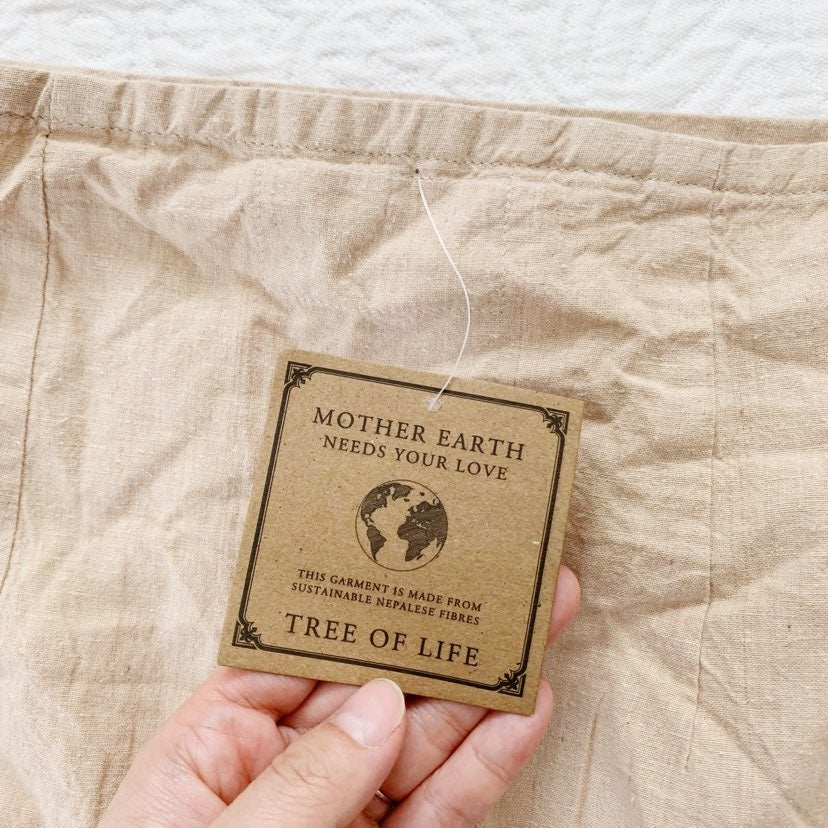 MOTHER EARTH
NEEDS YOUR LOVE
THIS GARMENT IS MADE FROM
SUSTAINABLE NEPALESE FIBRES
TREE OF LIFE